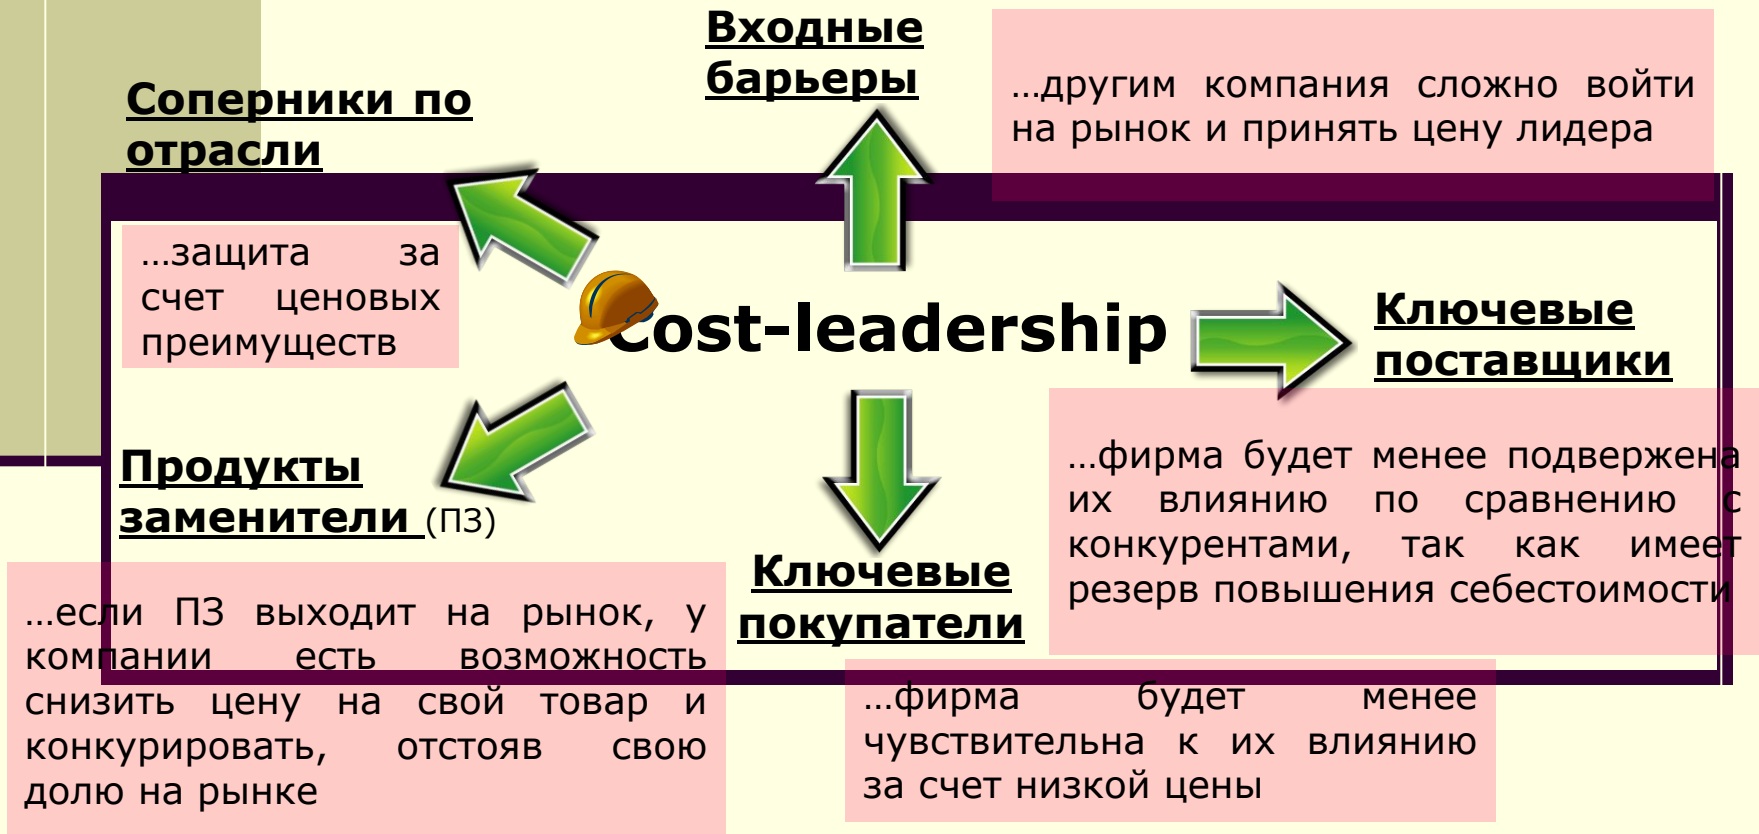 Входные
барьеры
…другим компания сложно войти
на рынок и принять цену лидера
Соперники по
отрасли
…защита за
счет ценовых
преимуществ
Cost-leadership
Ключевые
поставщики
…фирма будет менее подвержена
их влиянию по сравнению с
конкурентами, так как имеет
резерв повышения себестоимости
Продукты
заменители (ПЗ)
…если ПЗ выходит на рынок, у
компании есть возможность
снизить цену на свой товар и
конкурировать, отстояв свою
долю на рынке
Ключевые
покупатели
…фирма будет менее
чувствительна к их влиянию
за счет низкой цены